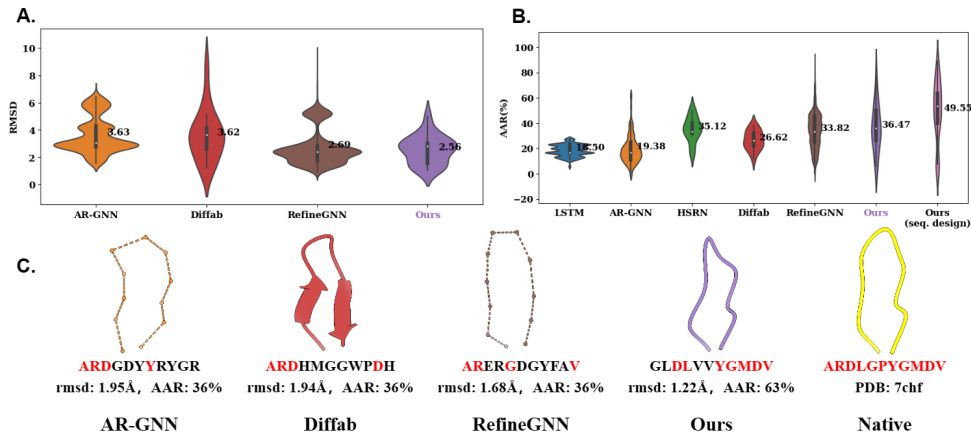 A.
B.
RMSD
10
8
6
4
2
0
3.63
3.62
2.69
2.56
AR-GNN Diffab RefineGNN Ours
AAR(%)
100
80
60
40
20
0
−20
18.50
19.38
35.12
26.62
33.82
36.47
49.55
LSTM AR-GNN HSRN Diffab RefineGNN Ours Ours
(seq. design)
C.
ARDGDYYRYGR ARDHMGGWPDH ARERGDGYFAV GLDLVVYGMDV ARDLGPYGMDV
rmsd: 1.95Å, AAR: 36% rmsd: 1.94Å, AAR: 36% rmsd: 1.68Å, AAR: 36% rmsd: 1.22Å, AAR: 63% PDB: 7chf
AR-GNN Diffab RefineGNN Ours Native